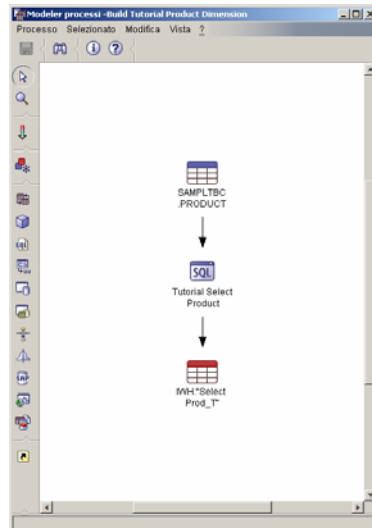 Modeler processi -Build Tutorial Product Dimension
Processo Selezionato Modifica Vista ?
SAMPLTBC
.PRODUCT
SQL
Tutorial Select
Product
IWH."Select
Prod_T"